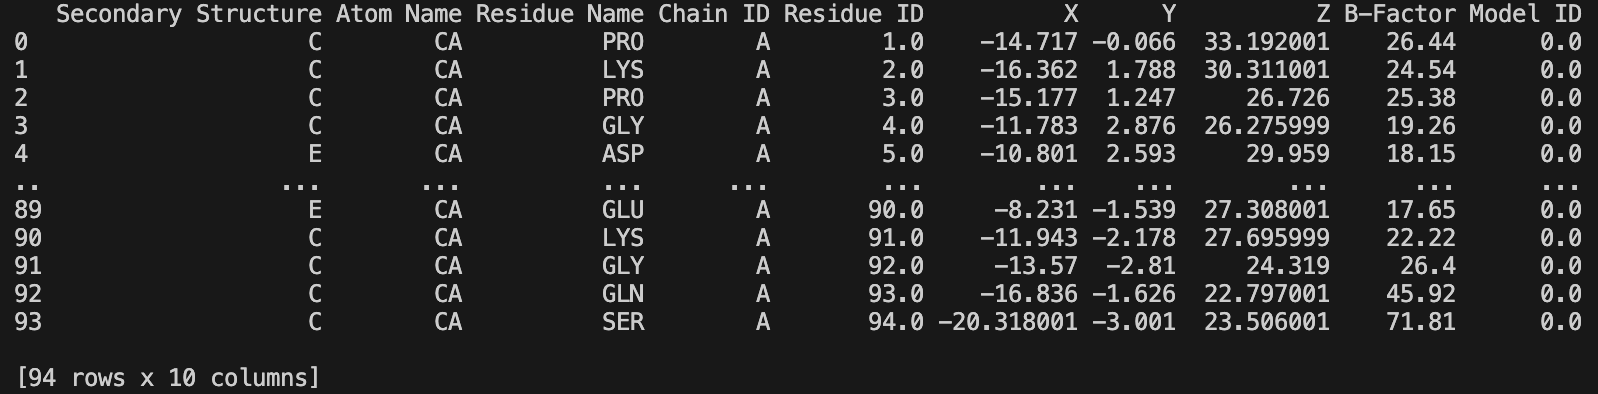 Secondary Structure Atom Name Residue Name Chain ID Residue ID X Y Z B-Factor Model ID
0 C CA PRO A 1.0 -14.717 -0.066 33.192001 26.44 0.0
1 C CA LYS A 2.0 -16.362 1.788 30.311001 24.54 0.0
2 C CA PRO A 3.0 -15.177 1.247 26.726 25.38 0.0
3 C CA GLY A 4.0 -11.783 2.876 26.275999 19.26 0.0
4 E CA ASP A 5.0 -10.801 2.593 29.959 18.15 0.0
.. ... ... ... ... ... ... ... ... ... ...
89 E CA GLU A 90.0 -8.231 -1.539 27.308001 17.65 0.0
90 C CA LYS A 91.0 -11.943 -2.178 27.695999 22.22 0.0
91 C CA GLY A 92.0 -13.57 -2.81 24.319 26.4 0.0
92 C CA GLN A 93.0 -16.836 -1.626 22.797001 45.92 0.0
93 C CA SER A 94.0 -20.318001 -3.001 23.506001 71.81 0.0
[94 rows x 10 columns]